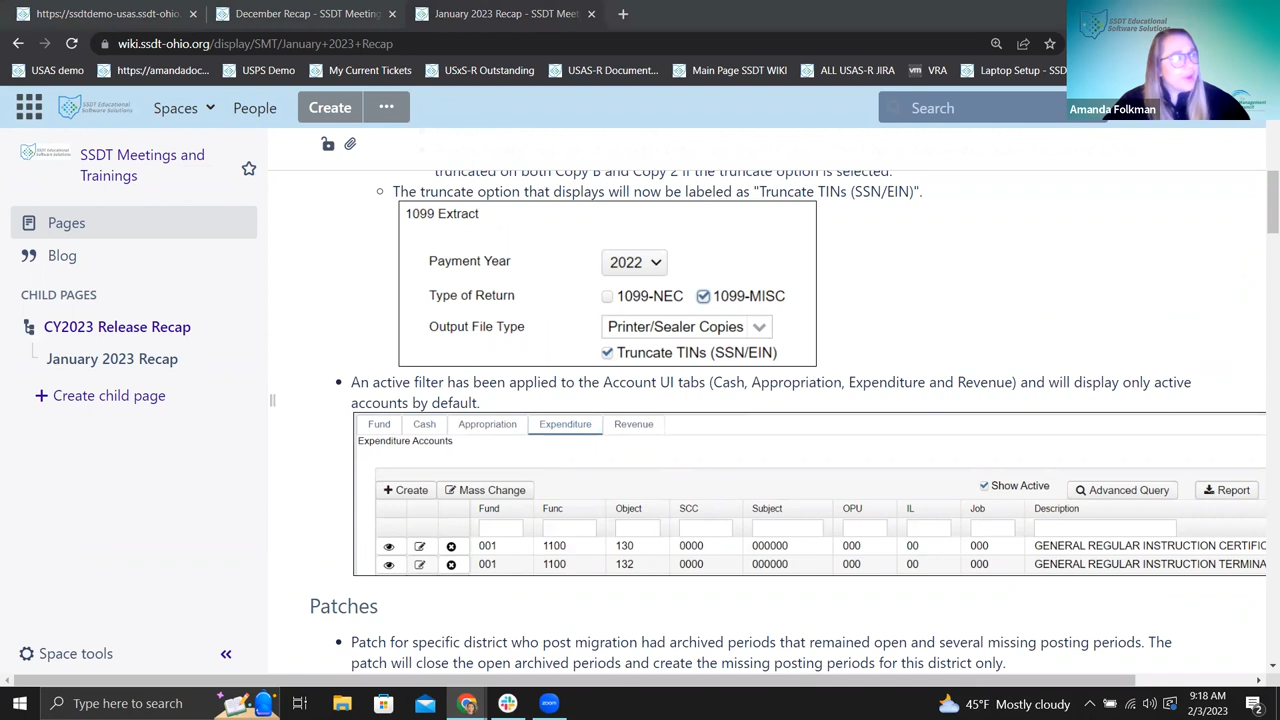 https://ssdtohio.org/usas-
December Recap - SSDT Meeting
January 2023 Recap - SSDT Meet
wiki.ssdt-ohio.org/display/SMT/January+2023+Recap
USAS demo
https://amandadoc...
USPS Demo
My Current Tickets
USxS-R Outstanding
USAS-R Document...
Main Page SSDT WIKI
ALL USAS-R JIRA
VRA
Laptop Setup - SSD
SSDT Educational
Software Solutions
Amanda Folkman
SSDT Educational
Software Solutions
Spaces
People
Create
Search
SSDT Meetings and
Trainings
Pages
Blog
CHILD PAGES
CY2023 Release Recap
January 2023 Recap
Create child page
Space tools
truncated on both Copy B and Copy 2 if the truncate option is selected.
The truncate option that displays will now be labeled as "Truncate TINs (SSN/EIN)".
1099 Extract
Payment Year 2022
Type of Return 1099-NEC 1099-MISC
Output File Type Printer/Sealer Copies
Truncate TINs (SSN/EIN)
An active filter has been applied to the Account UI tabs (Cash, Appropriation, Expenditure and Revenue) and will display only active
accounts by default.
Fund Cash Appropriation Expenditure Revenue
Expenditure Accounts
Create Mass Change Show Active Advanced Query Report
Fund Func Object SCC Subject OPU IL Job Description
001 1100 130 0000 000000 000 00 000 GENERAL REGULAR INSTRUCTION CERTIFIC
001 1100 132 0000 000000 000 00 000 GENERAL REGULAR INSTRUCTION TERMINA
Patches
Patch for specific district who post migration had archived periods that remained open and several missing posting periods. The
patch will close the open archived periods and create the missing posting periods for this district only.
Type here to search
45°F Mostly cloudy
9:18 AM
2/3/2023
2